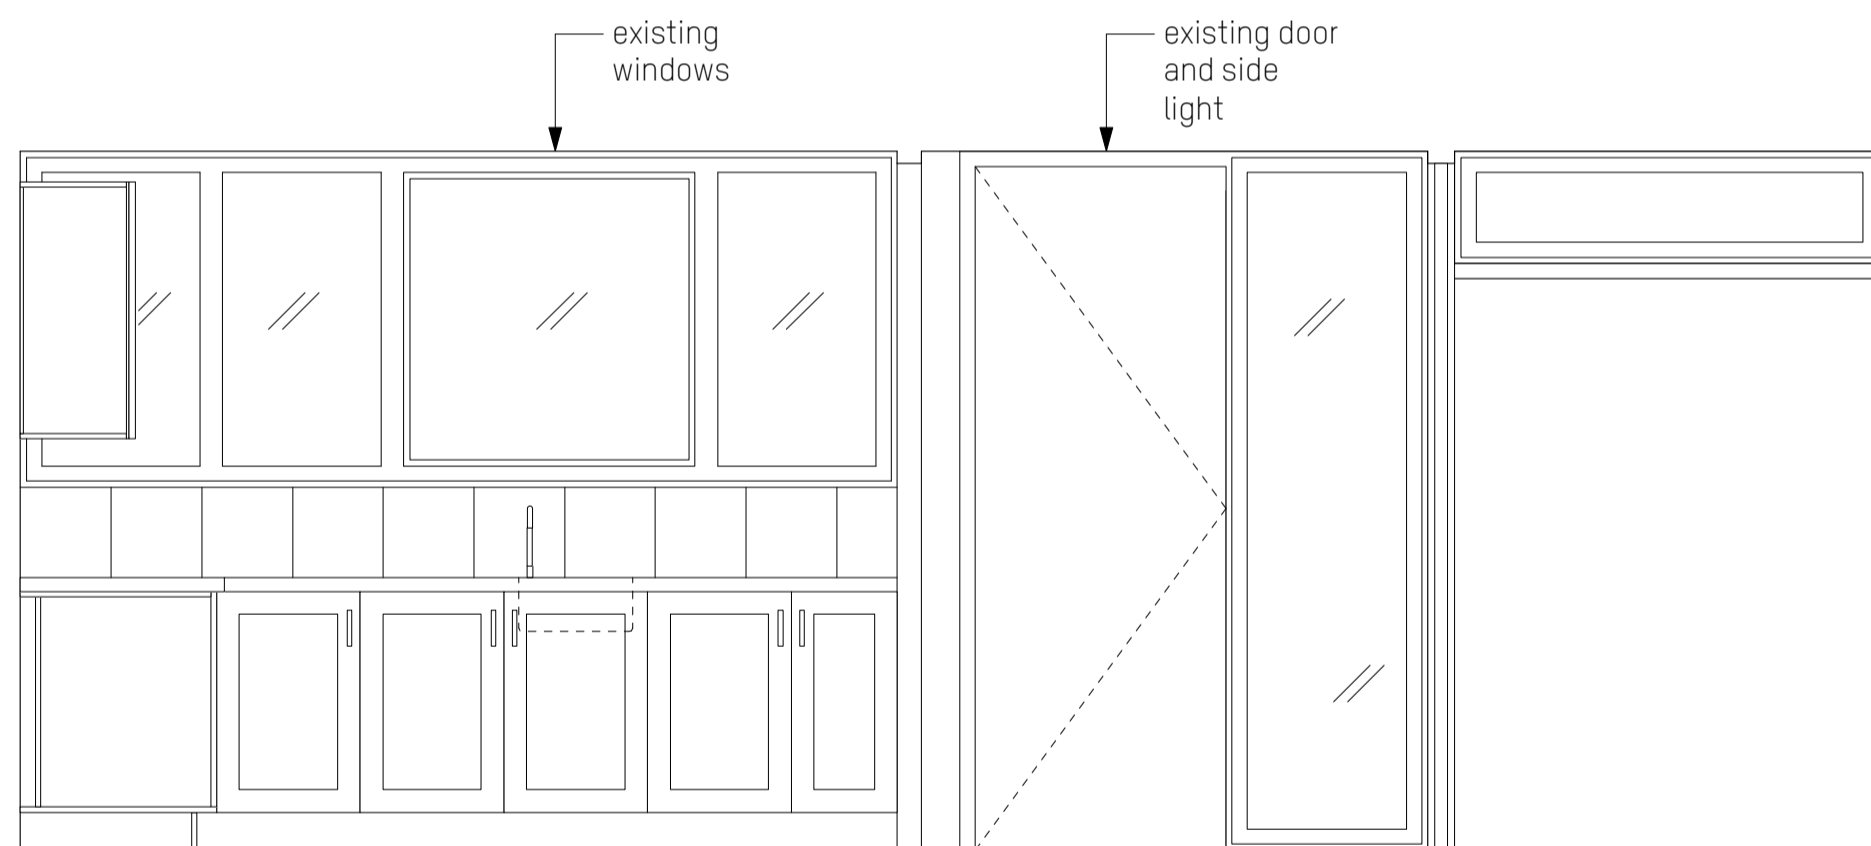 existing
windows
existing door
and side
light